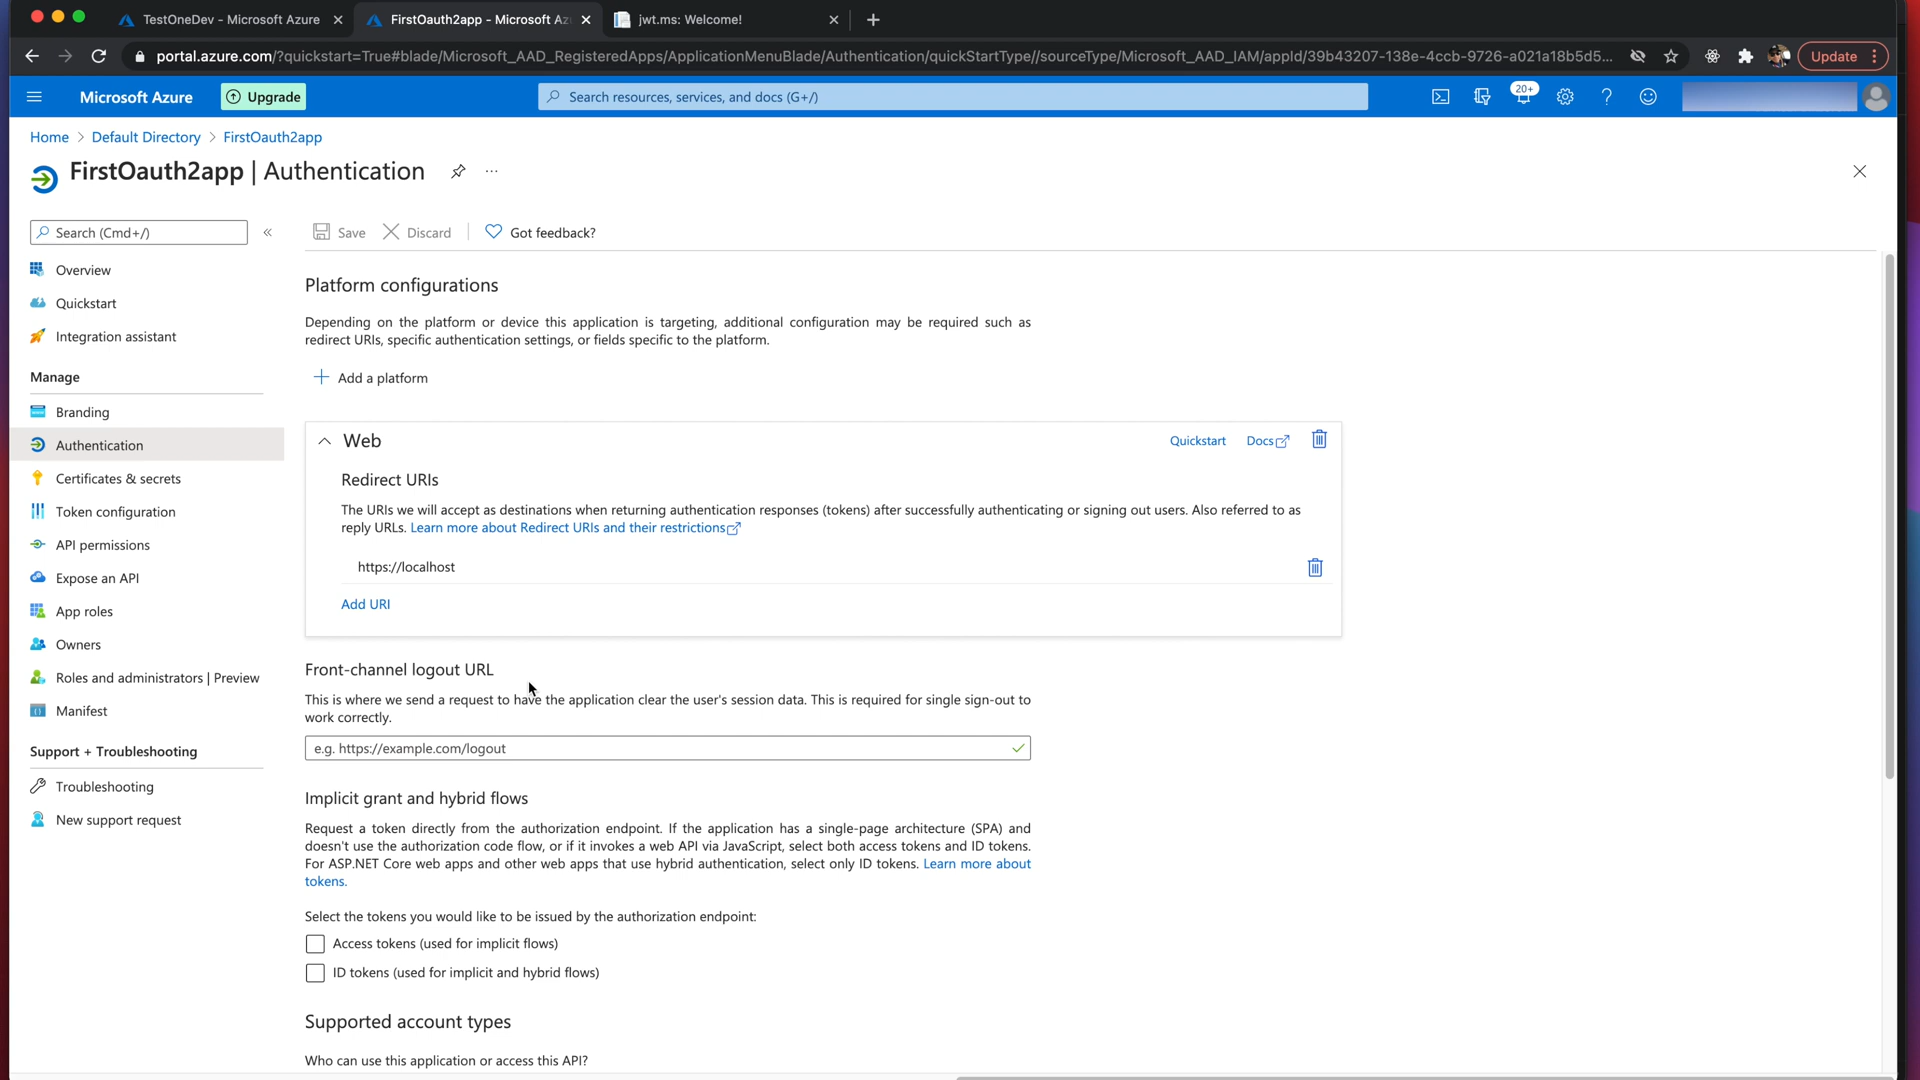 TestOneDev - Microsoft Azure
FirstOauth2app - Microsoft Az
jwt.ms: Welcome!
portal.azure.com/?quickstart=True#blade/Microsoft_AAD_RegisteredApps/ApplicationMenuBlade/Authentication/quickStartType//sourceType/Microsoft_AAD_IAM/appId/39b43207-138e-4ccb-9726-a021a18b5d5...
Update
Microsoft Azure
Upgrade
Search resources, services, and docs (G+/)
20+
Home > Default Directory > FirstOauth2app
FirstOauth2app | Authentication
Search (Cmd+/)
Save
Discard
Got feedback?
Overview
Quickstart
Integration assistant
Manage
Branding
Authentication
Certificates & secrets
Token configuration
API permissions
Expose an API
App roles
Owners
Roles and administrators | Preview
Manifest
Support + Troubleshooting
Troubleshooting
New support request
Platform configurations
Depending on the platform or device this application is targeting, additional configuration may be required such as
redirect URIs, specific authentication settings, or fields specific to the platform.
Add a platform
Web
Quickstart
Docs
Redirect URIs
The URIs we will accept as destinations when returning authentication responses (tokens) after successfully authenticating or signing out users. Also referred to as
reply URLs. Learn more about Redirect URIs and their restrictions
https://localhost
Add URI
Front-channel logout URL
This is where we send a request to have the application clear the user's session data. This is required for single sign-out to
work correctly.
e.g. https://example.com/logout
Implicit grant and hybrid flows
Request a token directly from the authorization endpoint. If the application has a single-page architecture (SPA) and
doesn't use the authorization code flow, or if it invokes a web API via JavaScript, select both access tokens and ID tokens.
For ASP.NET Core web apps and other web apps that use hybrid authentication, select only ID tokens. Learn more about
tokens.
Select the tokens you would like to be issued by the authorization endpoint:
Access tokens (used for implicit flows)
ID tokens (used for implicit and hybrid flows)
Supported account types
Who can use this application or access this API?